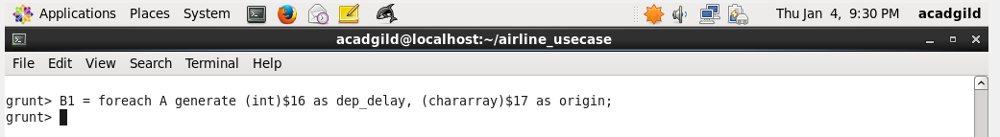 Applications Places System Thu Jan 4, 9:30 PM acadgild
acadgild@localhost:~/airline_usecase
File Edit View Search Terminal Help
grunt> B1 = foreach A generate (int)$16 as dep_delay, (chararray)$17 as origin;
grunt>